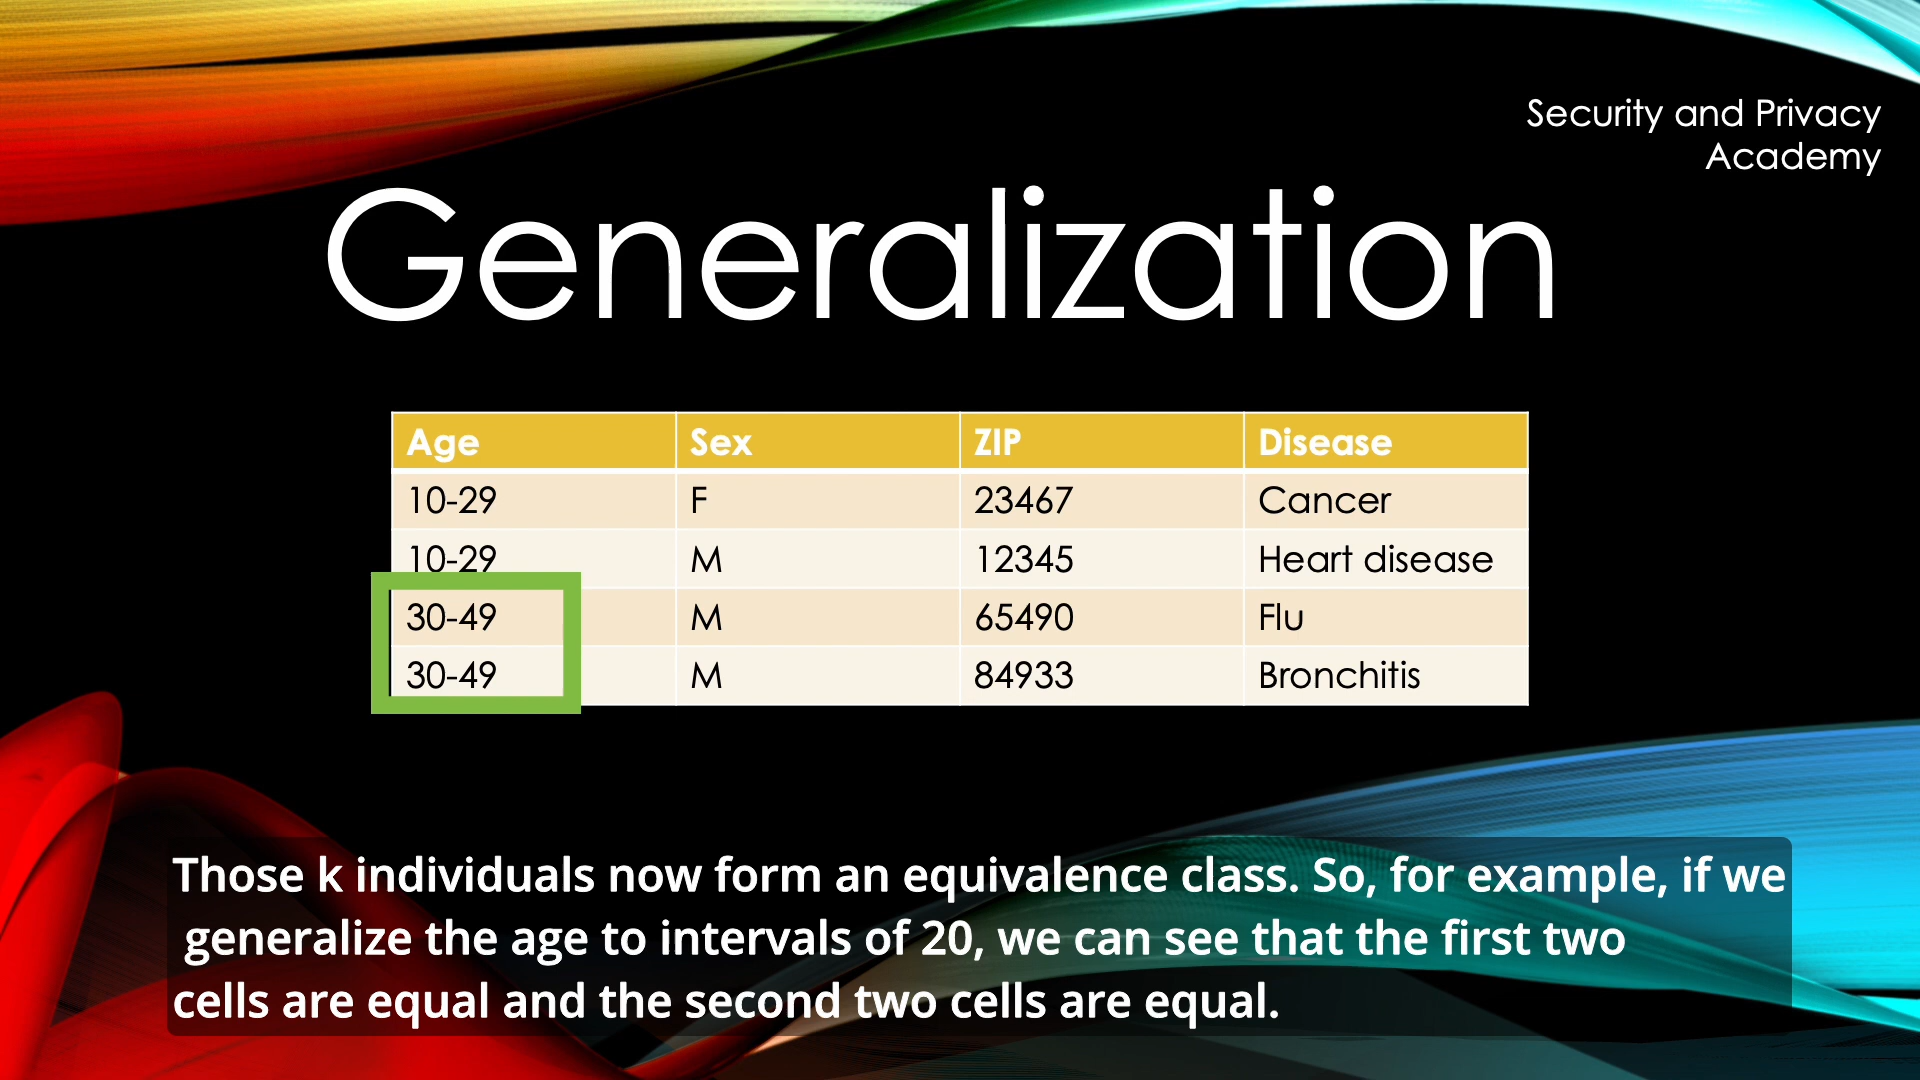 Security and Privacy
Academy
Generalization
Age Sex ZIP Disease
10-29 F 23467 Cancer
10-29 M 12345 Heart disease
30-49 M 65490 Flu
30-49 M 84933 Bronchitis
Those k individuals now form an equivalence class. So, for example, if we
generalize the age to intervals of 20, we can see that the first two
cells are equal and the second two cells are equal.